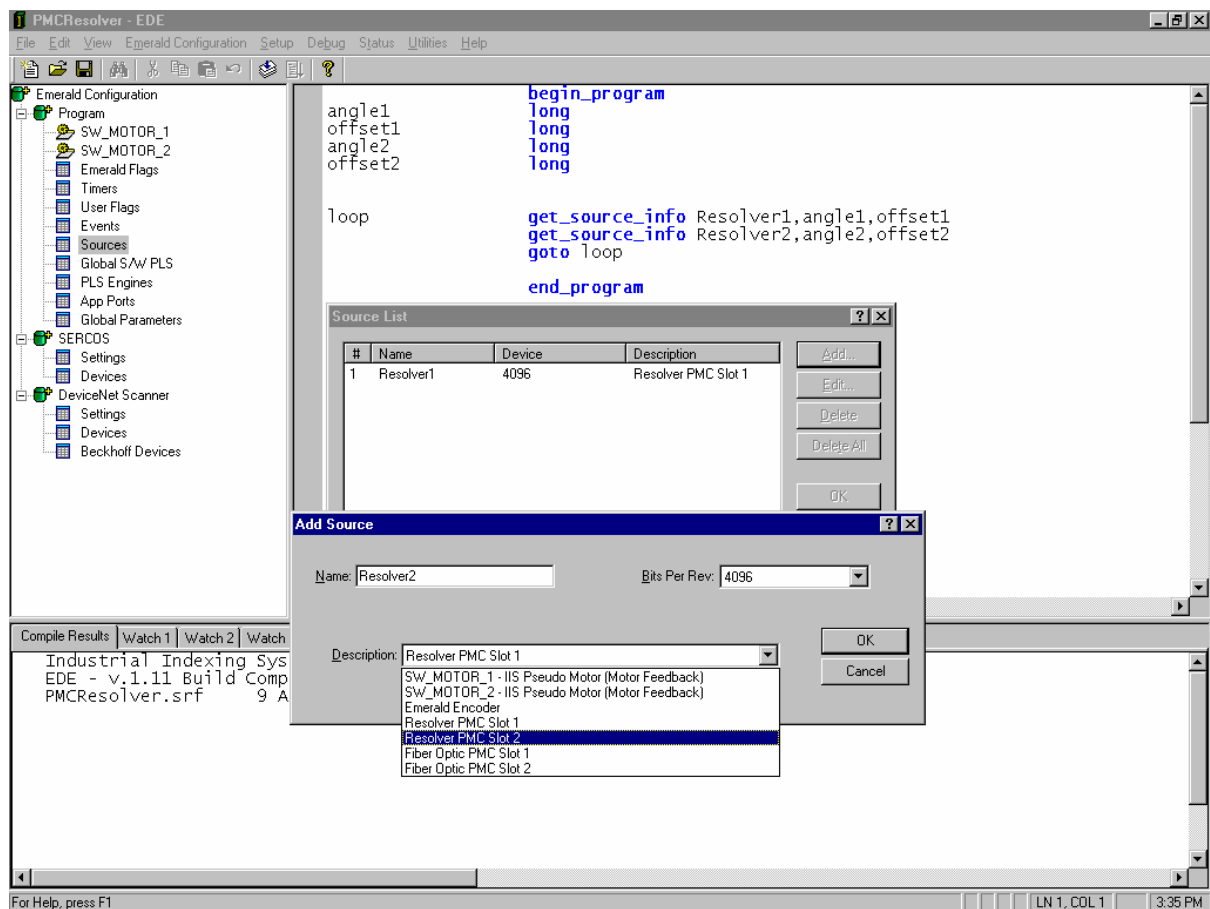 PMCResolver - EDE
File Edit View Emerald Configuration Setup Debug Status Utilities Help
Emerald Configuration
Program
SW_MOTOR_1
SW_MOTOR_2
Emerald Flags
Timers
User Flags
Events
Sources
Global S/W PLS
PLS Engines
App Ports
Global Parameters
SERCOS
Settings
Devices
DeviceNet Scanner
Settings
Devices
Beckhoff Devices
begin_program
angle1 long
offset1 long
angle2 long
offset2 long
loop get_source_info Resolver1,angle1,offset1
get_source_info Resolver2,angle2,offset2
goto loop
end_program
Source List
# Name Device Description
1 Resolver1 4096 Resolver PMC Slot 1
Add...
Edit...
Delete
Delete All
OK
Add Source
Name: Resolver2 Bits Per Rev: 4096
Description: Resolver PMC Slot 1
OK
Cancel
SW_MOTOR_1 - IIS Pseudo Motor (Motor Feedback)
SW_MOTOR_2 - IIS Pseudo Motor (Motor Feedback)
Emerald Encoder
Resolver PMC Slot 1
Resolver PMC Slot 2
Fiber Optic PMC Slot 1
Fiber Optic PMC Slot 2
Compile Results Watch 1 Watch 2 Watch
Industrial Indexing Sys
EDE - v.1.11 Build Comp
PMCResolver.srf 9 A
For Help, press F1 LN 1, COL 1 3:35 PM